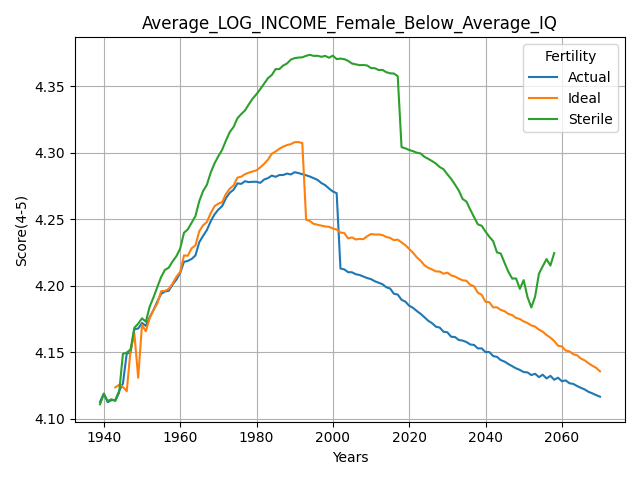 Average_LOG_INCOME_Female_Below_Average_IQ
Fertility
Actual
Ideal
Sterile
Score(4-5)
4.35
4.30
4.25
4.20
4.15
4.10
1940 1960 1980 2000 2020 2040 2060
Years